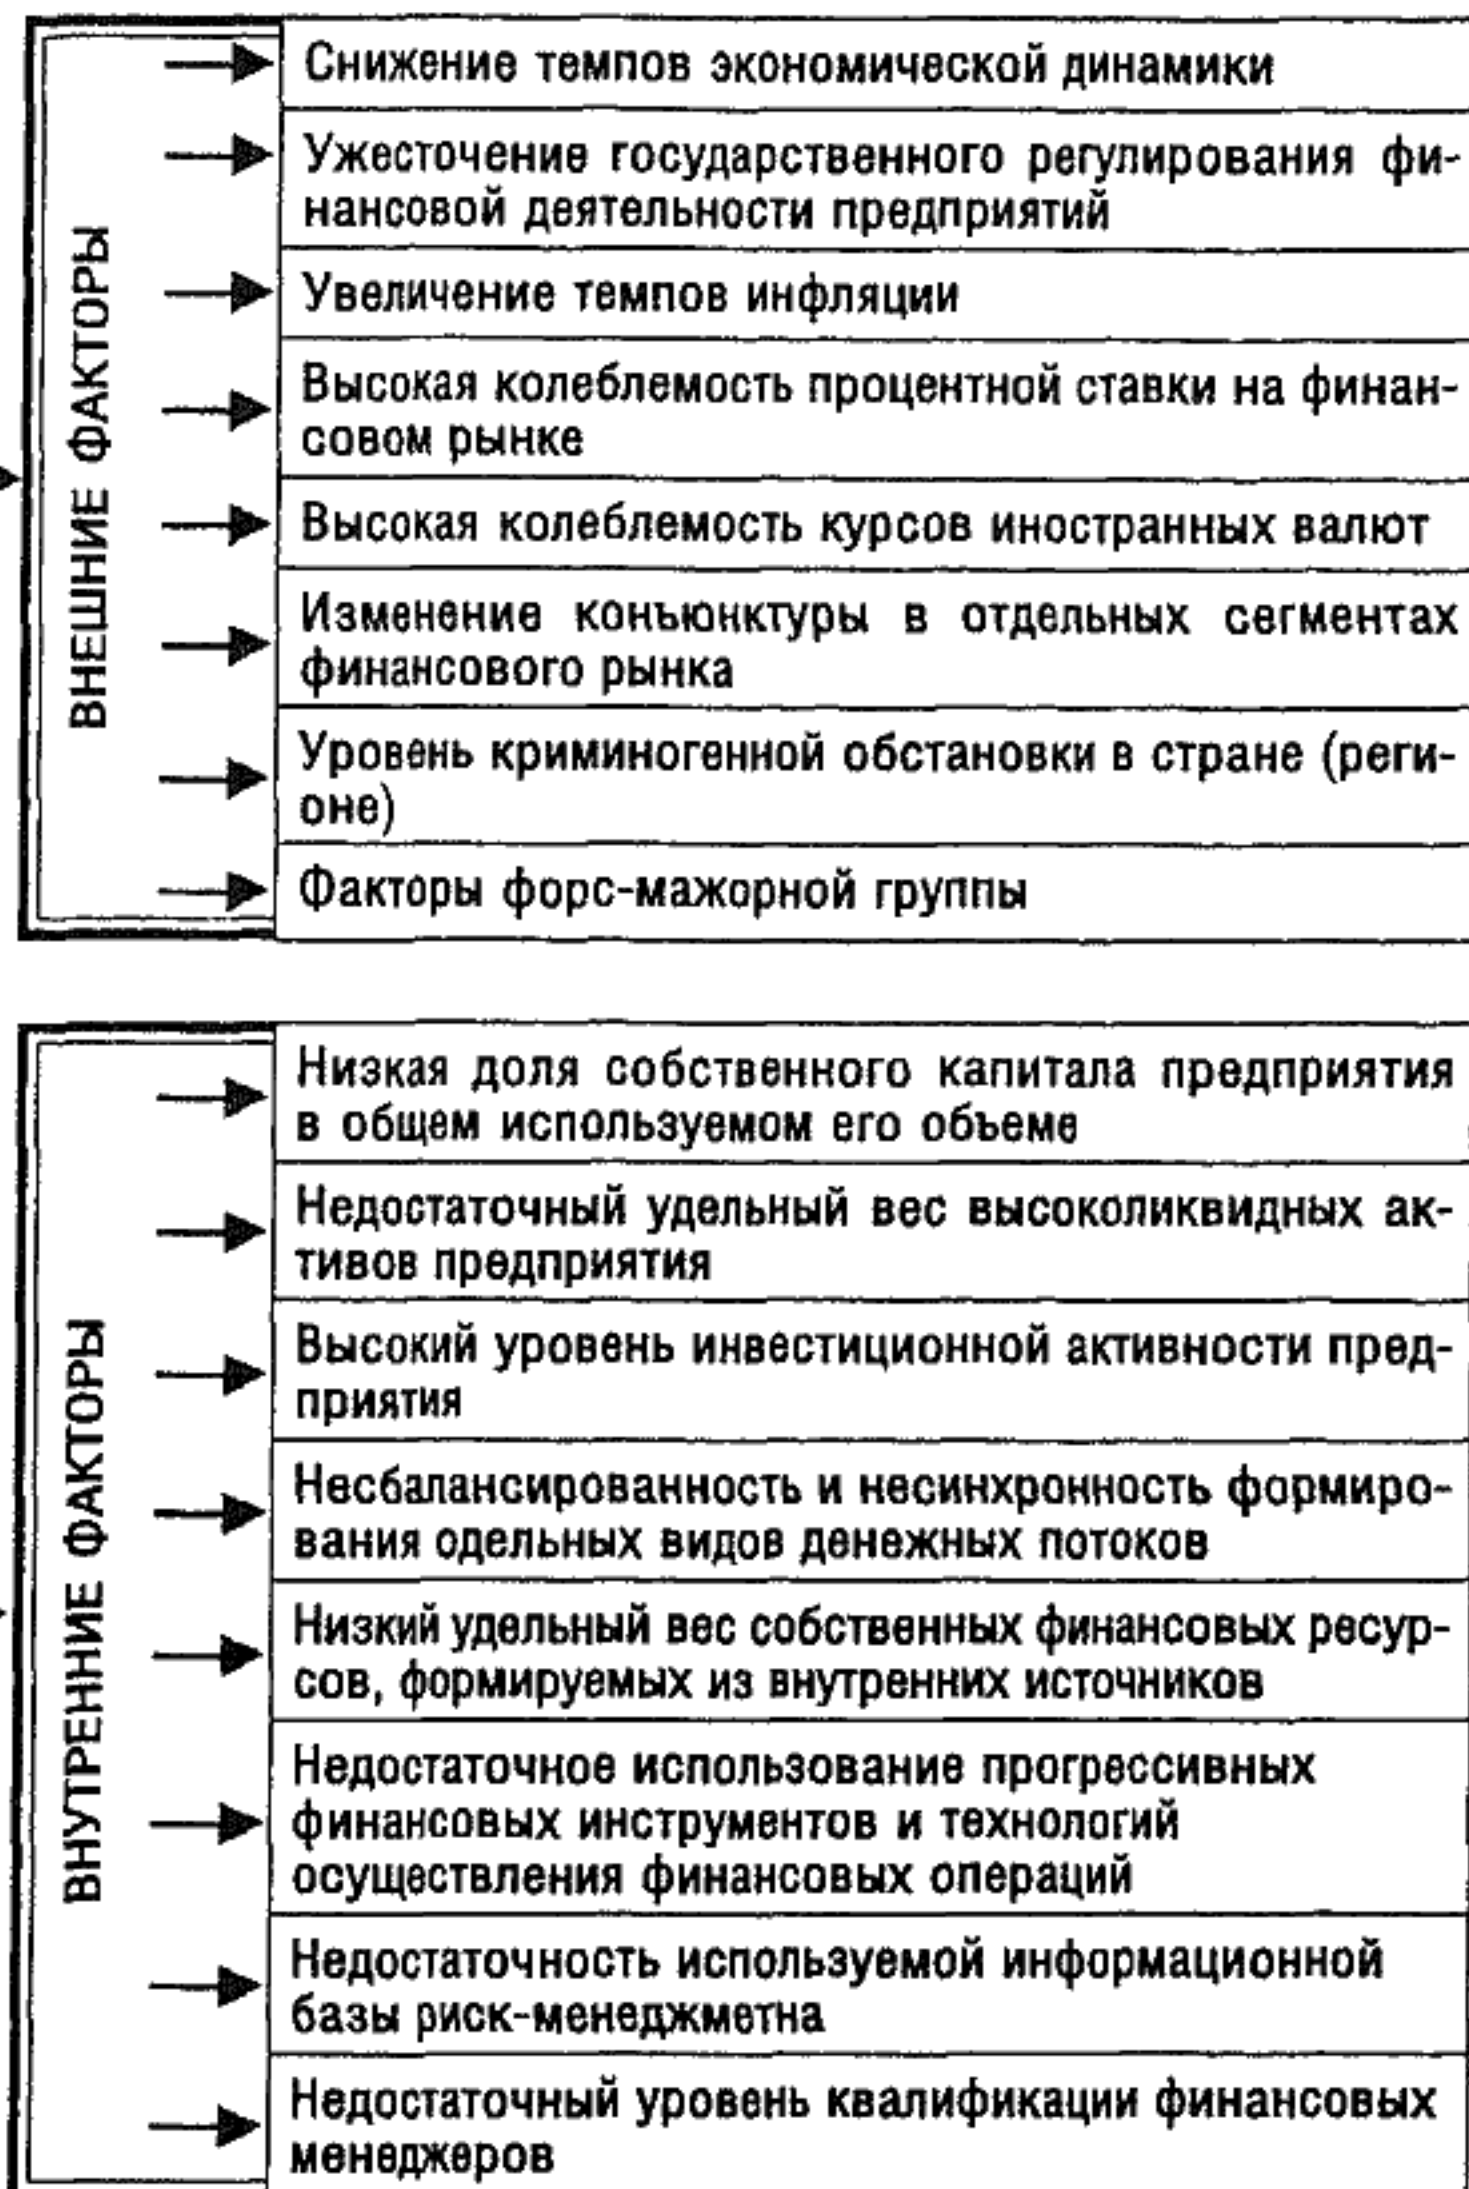 ВНЕШНИЕ ФАКТОРЫ
Снижение темпов экономической динамики
Ужесточение государственного регулирования фи-
нансовой деятельности предприятий
Увеличение темпов инфляции
Высокая колеблемость процентной ставки на финан-
совом рынке
Высокая колеблемость курсов иностранных валют
Изменение конъюнктуры в отдельных сегментах
финансового рынка
Уровень криминогенной обстановки в стране (реги-
оне)
Факторы форс-мажорной группы
ВНУТРЕННИЕ ФАКТОРЫ
Низкая доля собственного капитала предприятия
в общем используемом его объеме
Недостаточный удельный вес высоколиквидных ак-
тивов предприятия
Высокий уровень инвестиционной активности пред-
приятия
Несбалансированность и несинхронность формиро-
вания одельных видов денежных потоков
Низкий удельный вес собственных финансовых ресур-
сов, формируемых из внутренних источников
Недостаточное использование прогрессивных
финансовых инструментов и технологий
осуществления финансовых операций
Недостаточность используемой информационной
базы риск-менеджметна
Недостаточный уровень квалификации финансовых
менеджеров